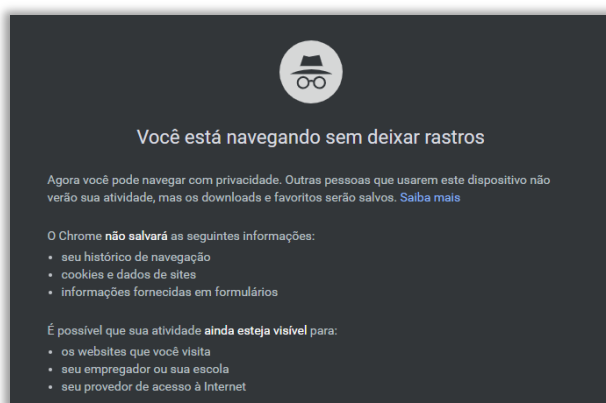 Você está navegando sem deixar rastros
Agora você pode navegar com privacidade. Outras pessoas que usarem este dispositivo não
verão sua atividade, mas os downloads e favoritos serão salvos. Saiba mais
O Chrome não salvará as seguintes informações:
• seu histórico de navegação
• cookies e dados de sites
• informações fornecidas em formulários
É possível que sua atividade ainda esteja visível para:
• os websites que você visita
• seu empregador ou sua escola
• seu provedor de acesso à Internet